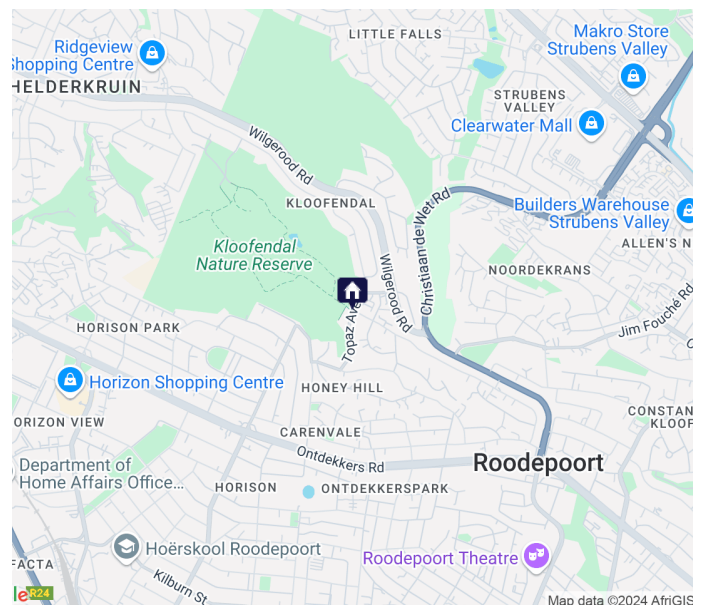 LITTLE FALLS
Makro Store
Strubens Valley
Ridgeview
Shopping Centre
HELDERKRUIN
STRUBENS
VALLEY
Clearwater Mall
Wilgerood Rd
KLOOFENDAL
Christiaan de Wet Rd
Builders Warehouse
Strubens Valley
ALLEN'S N
Kloofendal
Nature Reserve
Wilgerood Rd
NOORDEKRANS
Topaz Ave
Jim Fouché Rd
HORISON PARK
Horizon Shopping Centre
HONEY HILL
ORIZON VIEW
CONSTAN
KLOOF
CARENVALE
Ontdekkers Rd
Roodepoort
Department of
Home Affairs Office...
HORISON
ONTDEKKERSPARK
Hoërskool Roodepoort
Roodepoort Theatre
FACTA
Kilburn St
le
R24
Map data ©2024 AfriGIS